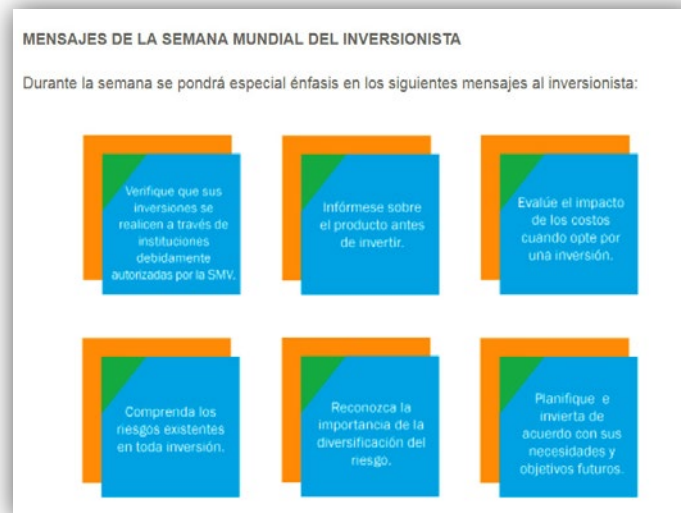 MENSAJES DE LA SEMANA MUNDIAL DEL INVERSIONISTA
Durante la semana se pondrá especial énfasis en los siguientes mensajes al inversionista:
Verifique que sus
inversiones se
realicen a través de
instituciones
debidamente
autorizadas por la SMV.
Infórmese sobre
el producto antes
de invertir.
Evalúe el impacto
de los costos
cuando opte por
una inversión.
Comprenda los
riesgos existentes
en toda inversión.
Reconozca la
importancia de la
diversificación del
riesgo.
Planifique e
invierta de
acuerdo con sus
necesidades y
objetivos futuros.